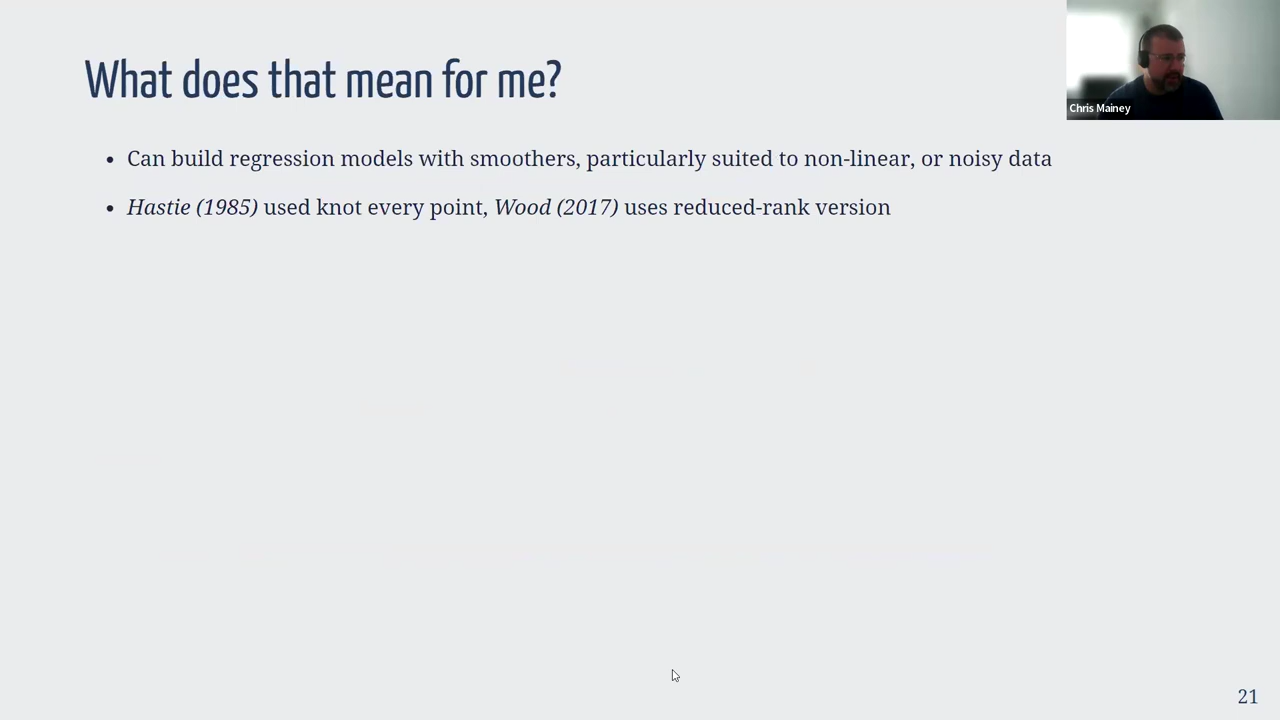 What does that mean for me?
Chris Mainey
• Can build regression models with smoothers, particularly suited to non-linear, or noisy data
• Hastie (1985) used knot every point, Wood (2017) uses reduced-rank version
21